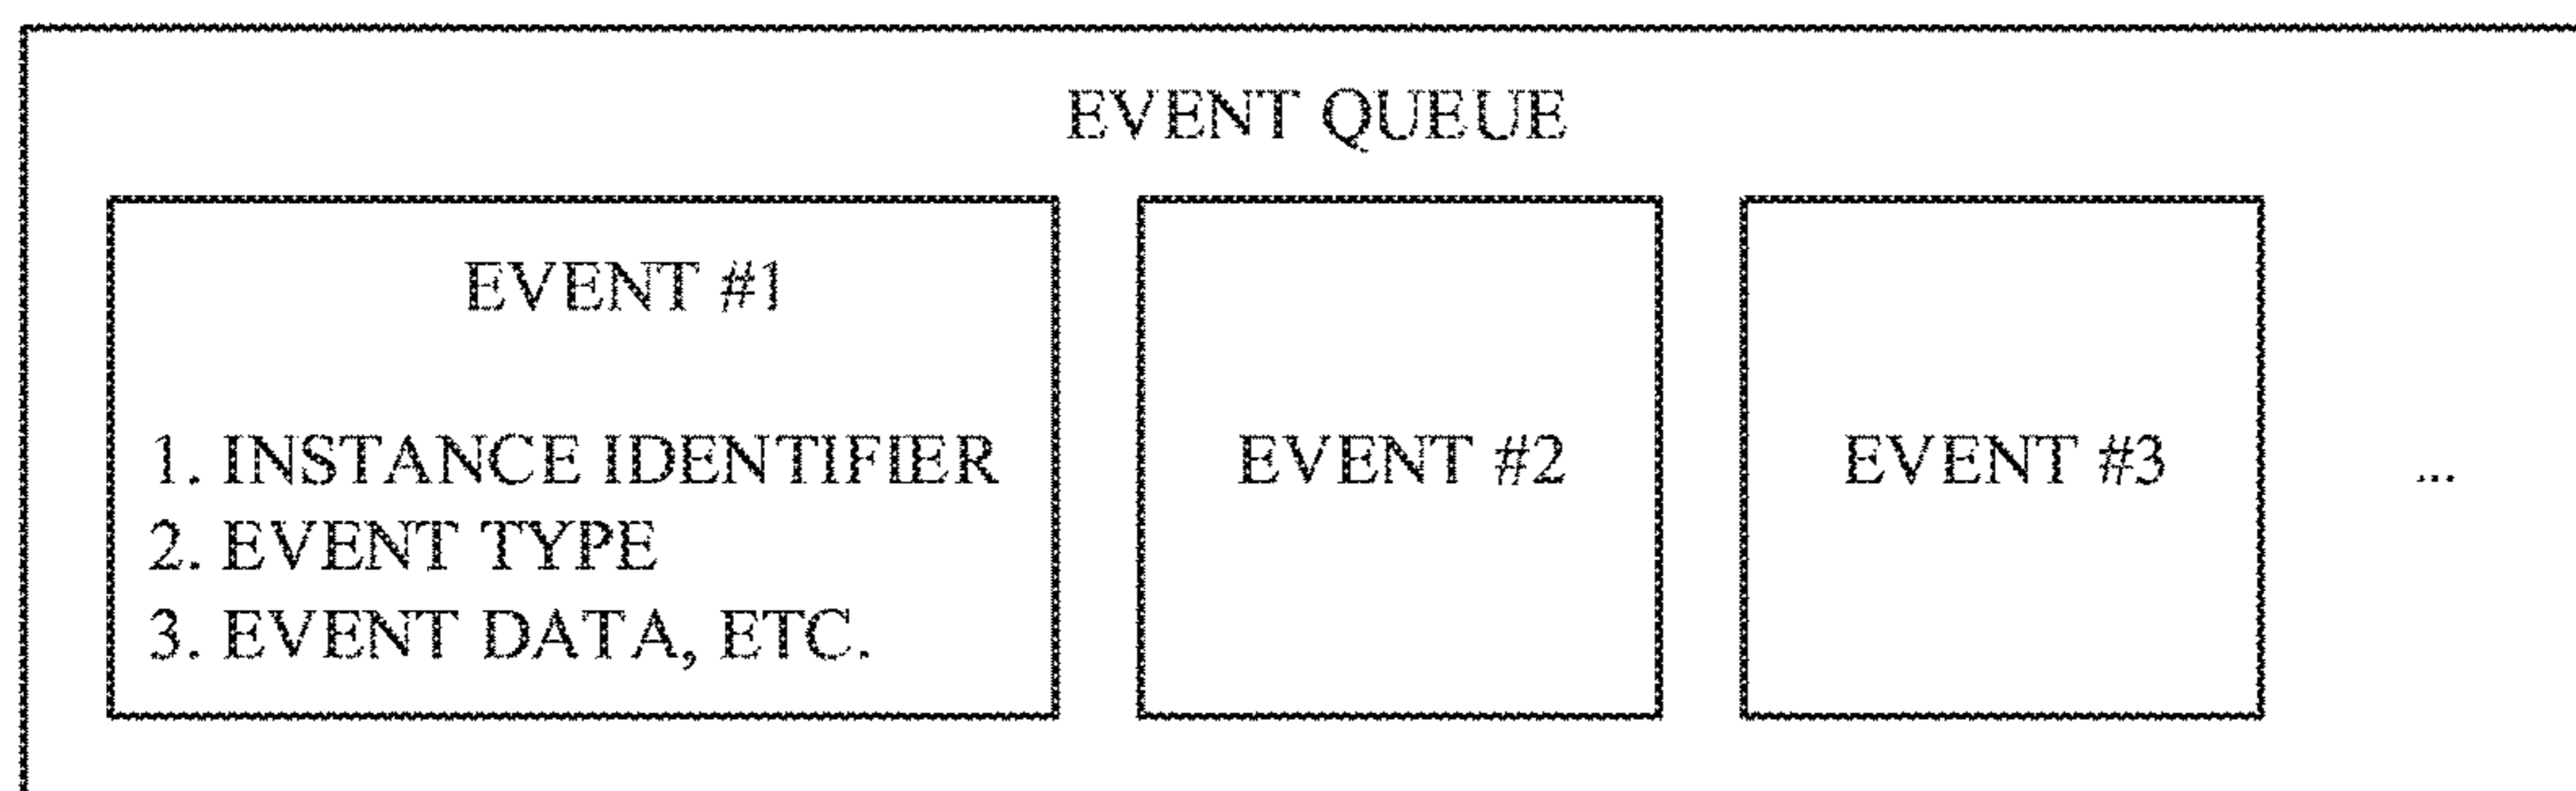 EVENT QUEUE
EVENT #1
1. INSTANCE IDENTIFIER
2. EVENT TYPE
3. EVENT DATA, ETC.
EVENT #2
EVENT #3
...